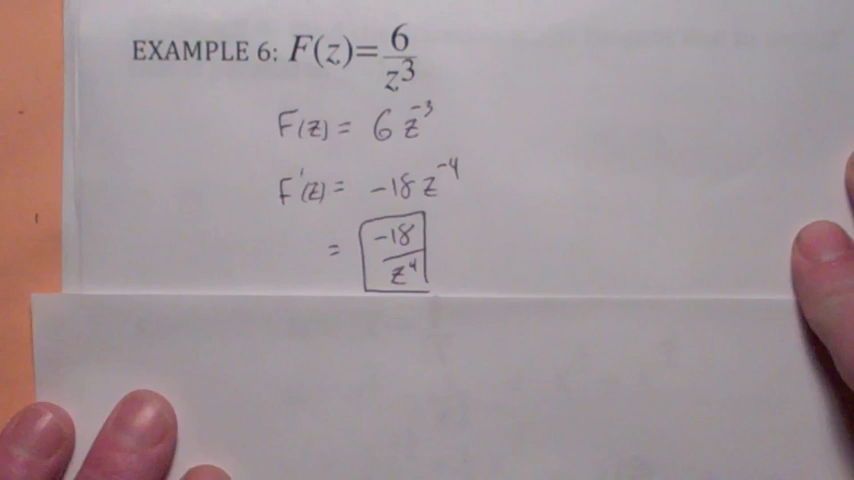 EXAMPLE 6: F(z)=6/z³
F(z) = 6z⁻³
F'(z) = -18z⁻⁴
= -18/z⁴